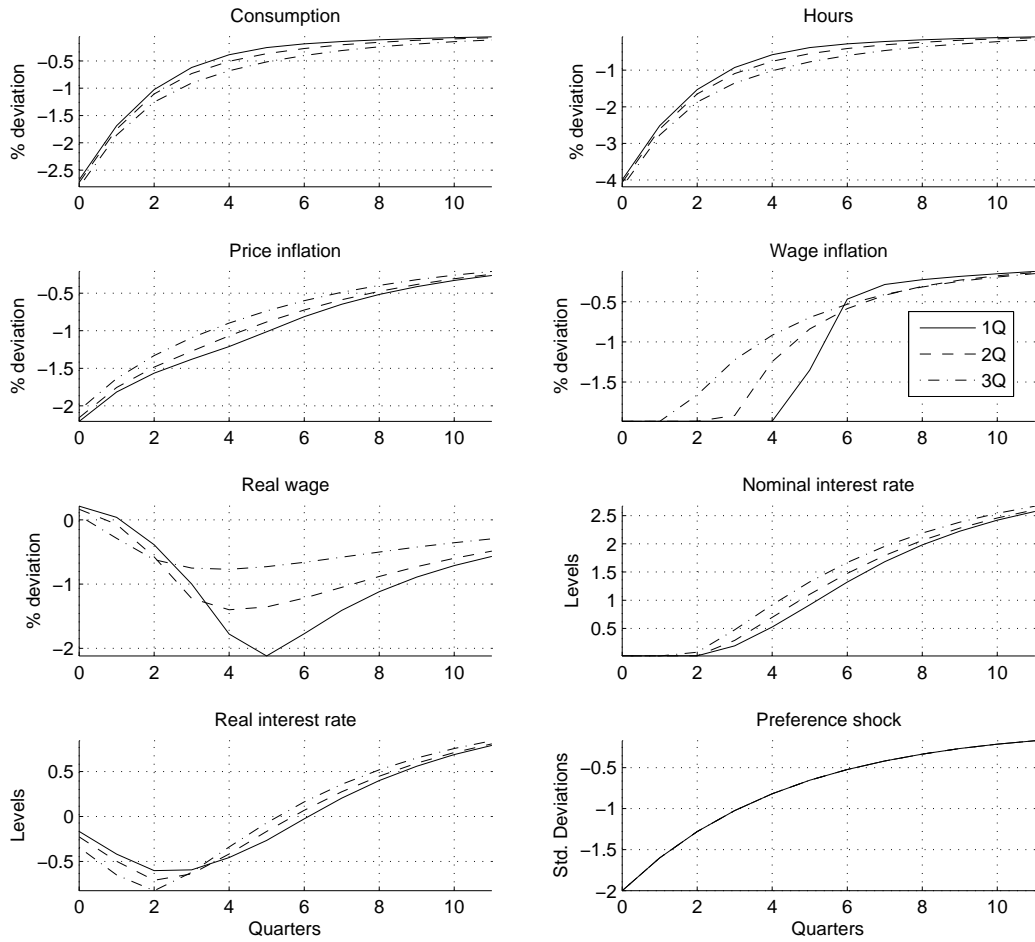 Consumption
% deviation
−0.5
−1
−1.5
−2
−2.5
0 2 4 6 8 10
Hours
% deviation
−1
−2
−3
−4
0 2 4 6 8 10
Price inflation
% deviation
−0.5
−1
−1.5
−2
0 2 4 6 8 10
Wage inflation
% deviation
−0.5
−1
−1.5
0 2 4 6 8 10
1Q
2Q
3Q
Real wage
% deviation
0
−1
−2
0 2 4 6 8 10
Nominal interest rate
Levels
2.5
2
1.5
1
0.5
0 2 4 6 8 10
Real interest rate
Levels
0.5
0
−0.5
0 2 4 6 8 10
Quarters
Preference shock
Std. Deviations
−0.5
−1
−1.5
−2
0 2 4 6 8 10
Quarters